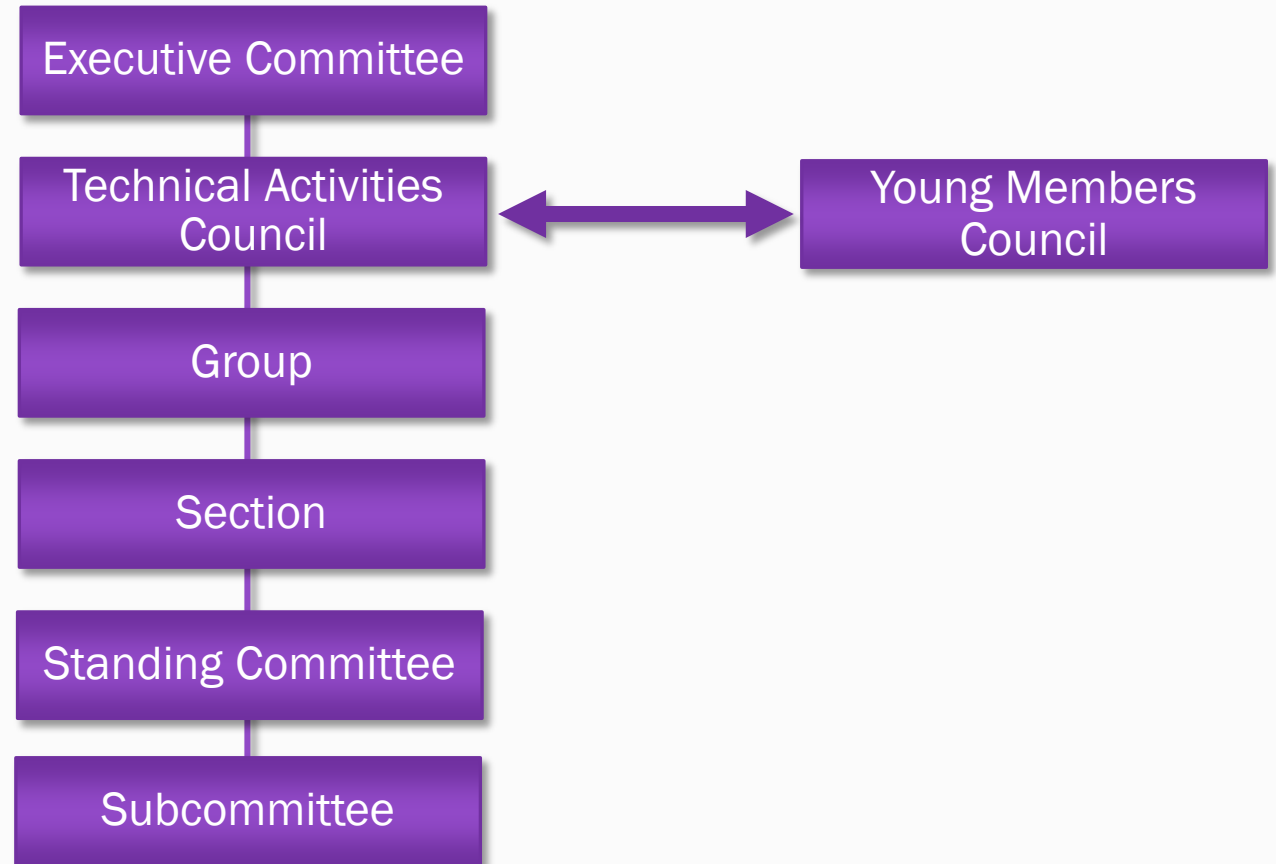 Executive Committee
Technical Activities
Council
Young Members
Council
Group
Section
Standing Committee
Subcommittee